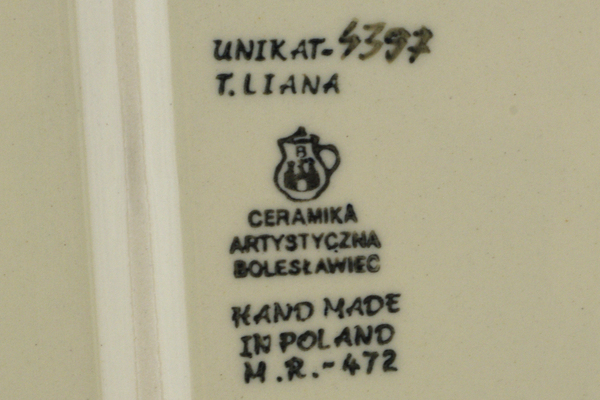 UNIKAT-4397
T. LIANA
B
CERAMIKA
ARTYSTYCZNA
BOLESŁAWIEC
HAND MADE
IN POLAND
M.R.-472